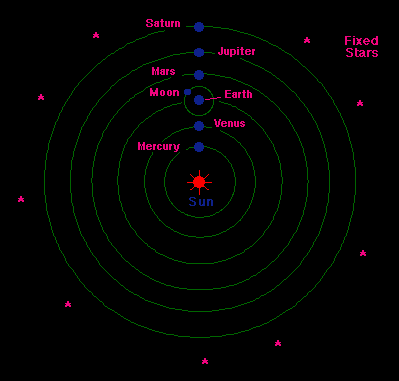 Saturn
Fixed
Stars
Jupiter
Mars
Moon
Earth
Venus
Mercury
Sun